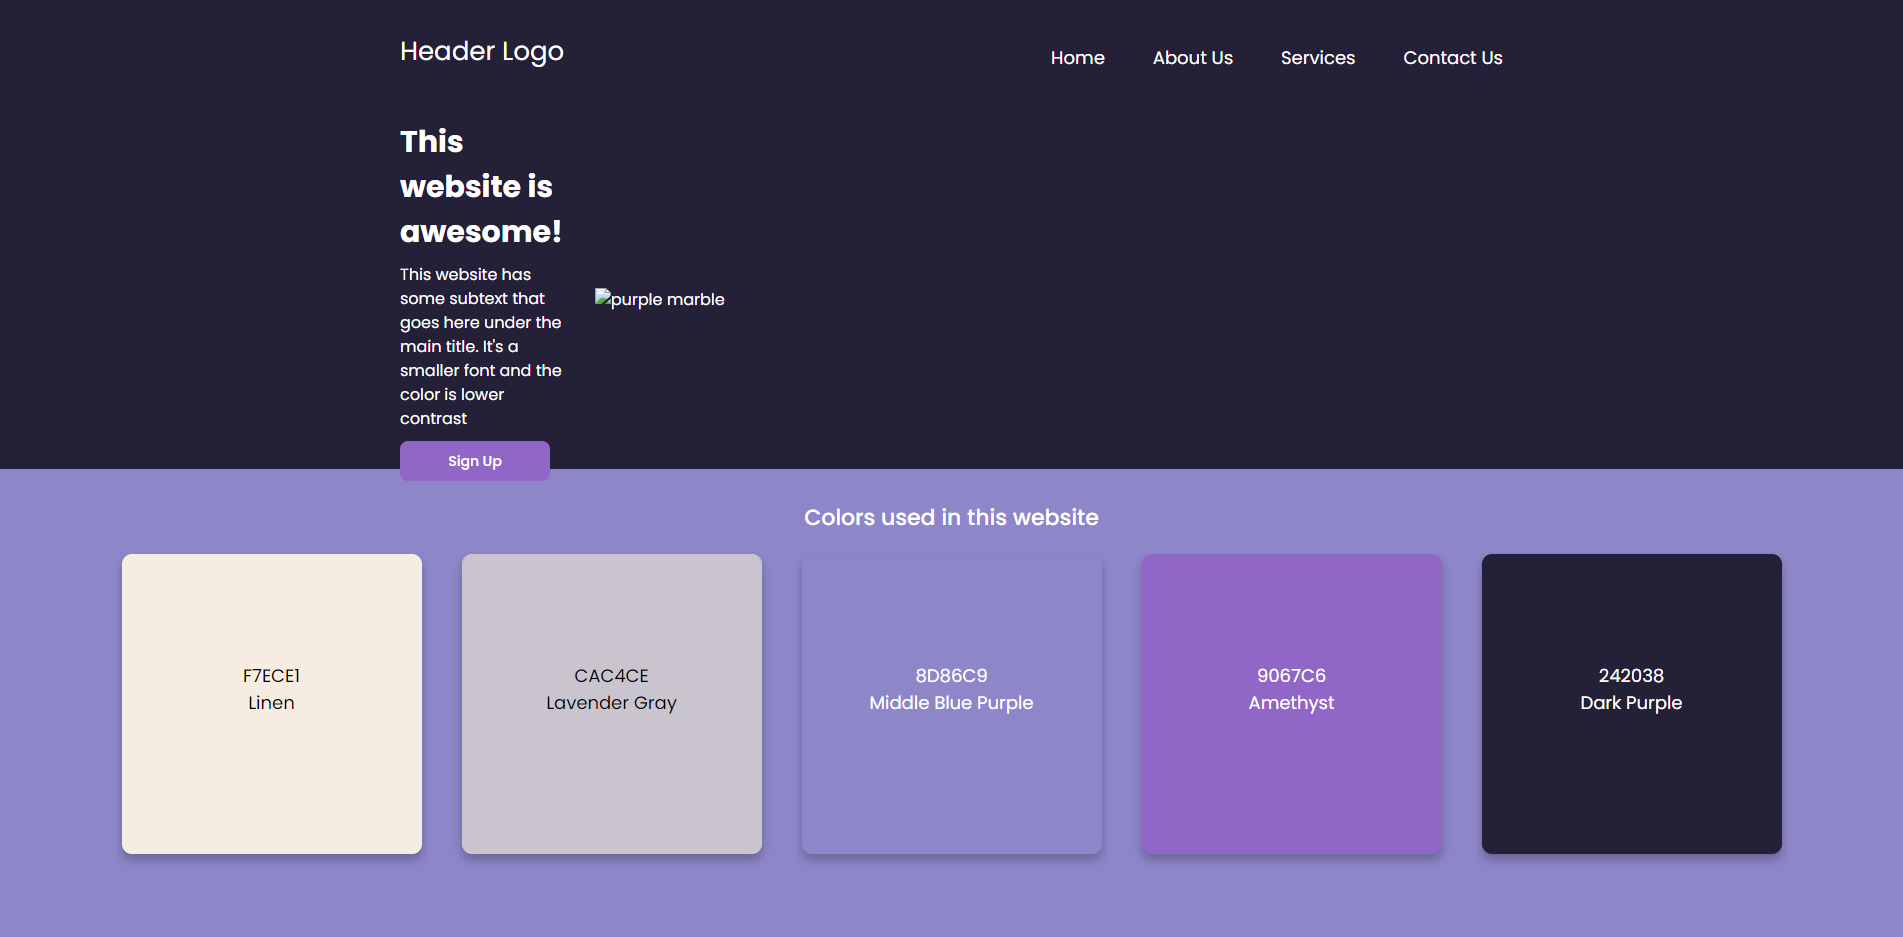 Header Logo
Home About Us Services Contact Us
This
website is
awesome!
This website has
some subtext that
goes here under the
main title. It's a
smaller font and the
color is lower
contrast
purple marble
Sign Up
Colors used in this website
F7ECE1
Linen
CAC4CE
Lavender Gray
8D86C9
Middle Blue Purple
9067C6
Amethyst
242038
Dark Purple